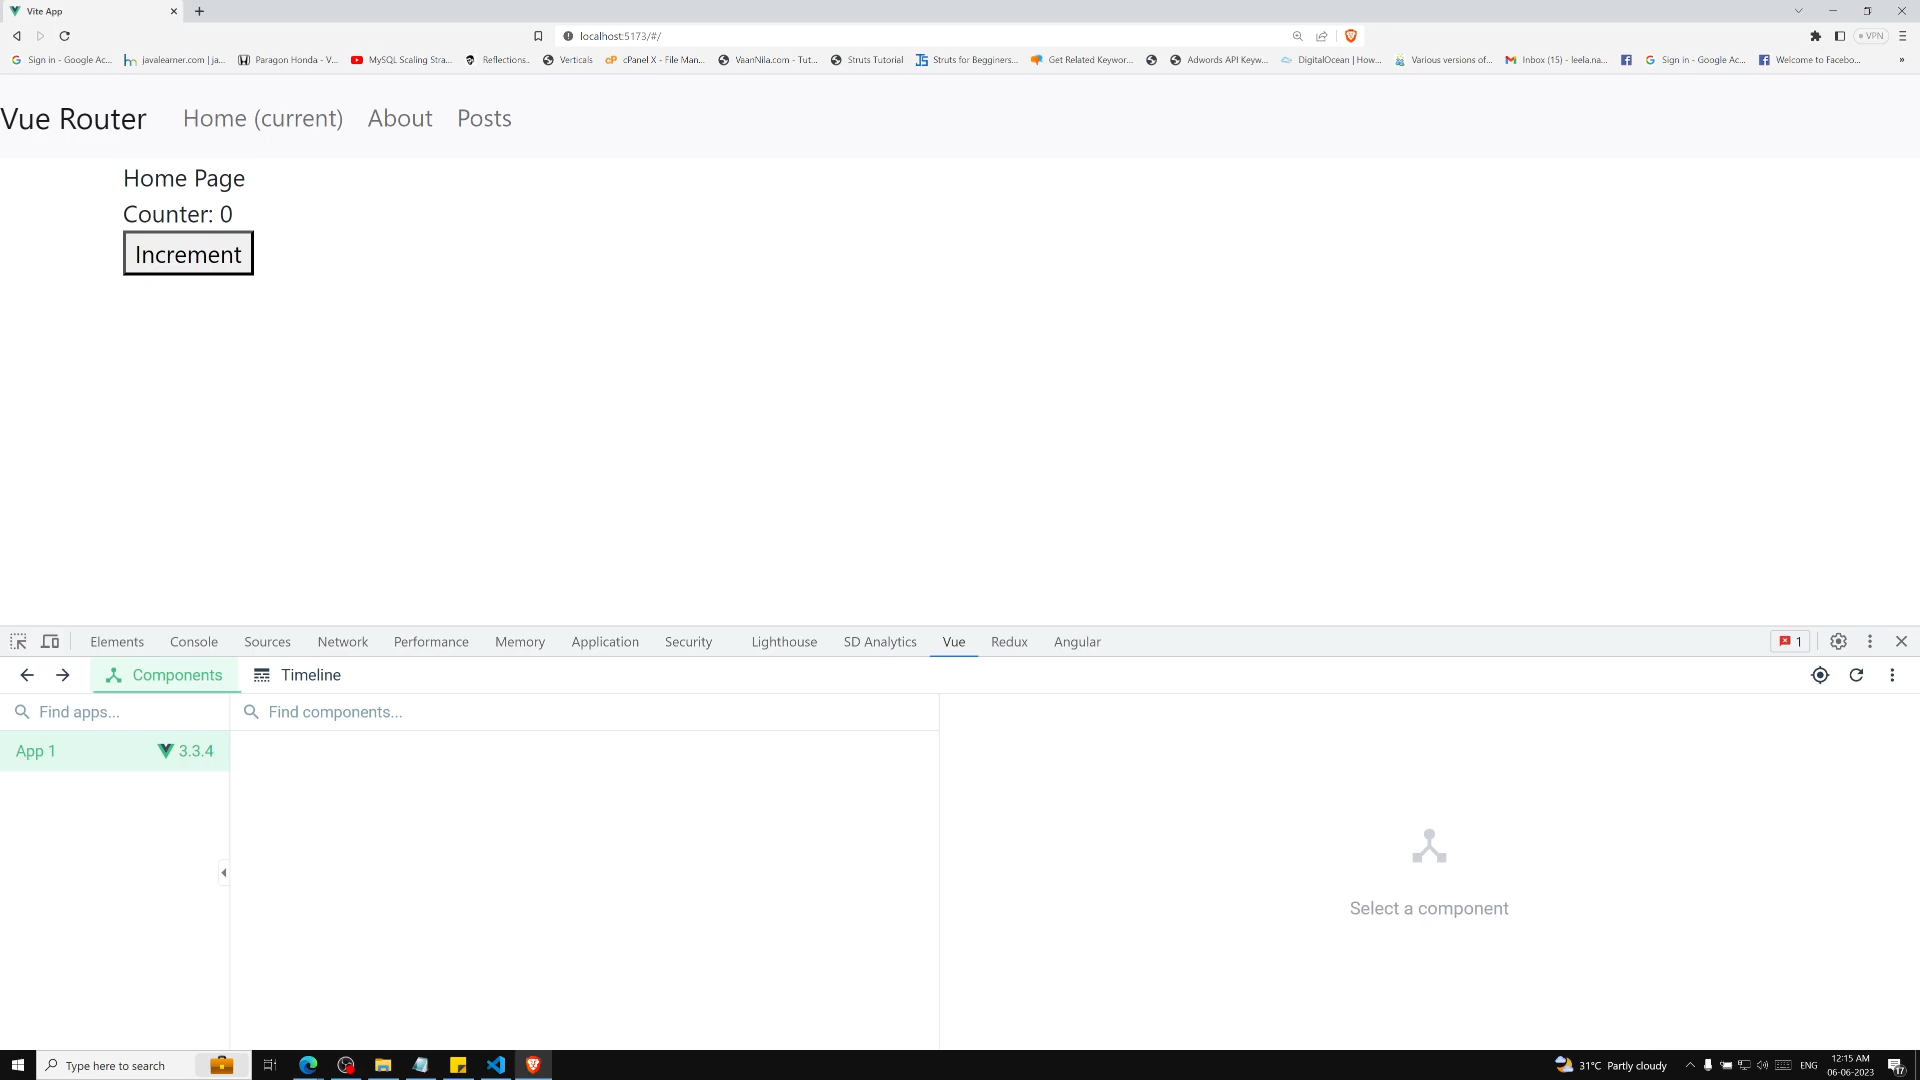 Vite App
localhost:5173/#/
VPN
Sign in - Google Ac... javalearner.com | ja... Paragon Honda - V... MySQL Scaling Stra... Reflections.. Verticals cPanel X - File Man... VaanNila.com - Tut... Struts Tutorial Struts for Begginers... Get Related Keywor... Adwords API Keyw... DigitalOcean | How... Various versions of... Inbox (15) - leela.na... Sign in - Google Ac... Welcome to Facebo... »
Vue Router Home (current) About Posts
Home Page
Counter: 0
Increment
Elements Console Sources Network Performance Memory Application Security Lighthouse SD Analytics Vue Redux Angular 1
Components Timeline
Find apps... Find components...
App 1 3.3.4
Select a component
Type here to search 31°C Partly cloudy ENG 12:15 AM
06-06-2023 17